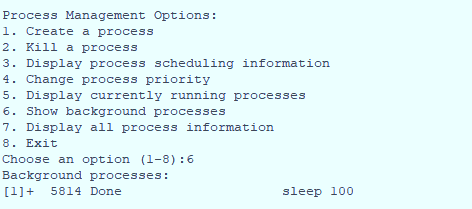 Process Management Options:
1. Create a process
2. Kill a process
3. Display process scheduling information
4. Change process priority
5. Display currently running processes
6. Show background processes
7. Display all process information
8. Exit
Choose an option (1-8):6
Background processes:
[1]+  5814 Done                    sleep 100